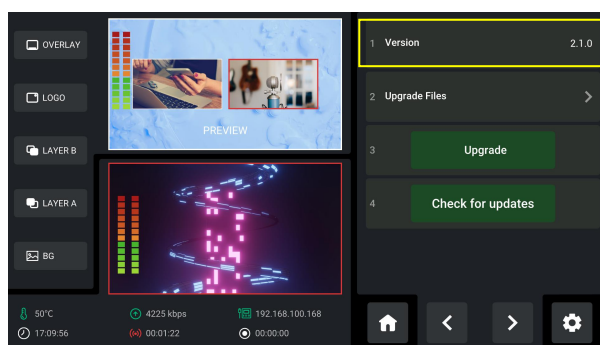 OVERLAY
LOGO
LAYER B
LAYER A
BG
PREVIEW
50°C
4225 kbps
192.168.100.168
17:09:56
00:01:22
00:00:00
1 Version 2.1.0
2 Upgrade Files
3 Upgrade
4 Check for updates